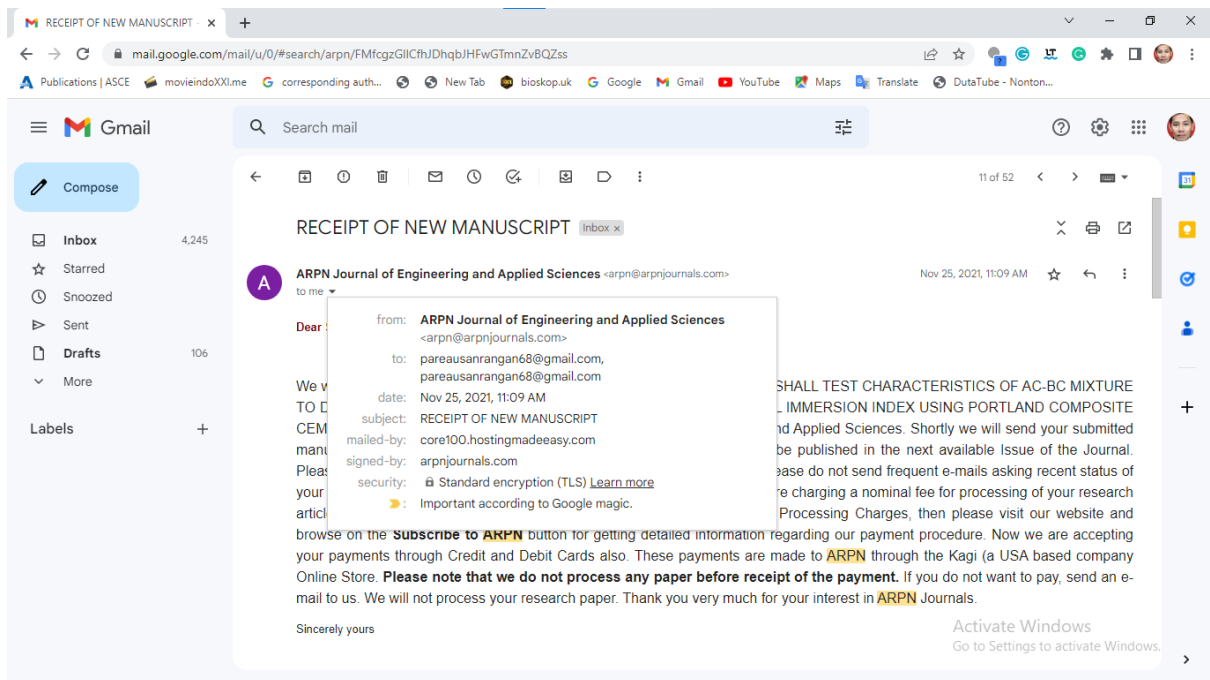 RECEIPT OF NEW MANUSCRIPT -
mail.google.com/mail/u/0/#search/arpn/FMfcgzGllCfhJDhqbJHFwGTmnZvBQZss
Publications | ASCE movieindoXXI.me corresponding auth... New Tab bioskop.uk Google Gmail YouTube Maps Translate DutaTube - Nonton...
Gmail
Search mail
Compose
11 of 52
31
RECEIPT OF NEW MANUSCRIPT Inbox ×
Inbox 4,245
Starred
Snoozed
Sent
Drafts 106
More
Labels
A
ARPN Journal of Engineering and Applied Sciences <arpn@arpnjournals.com> Nov 25, 2021, 11:09 AM
to me
Dear
from: ARPN Journal of Engineering and Applied Sciences
<arpn@arpnjournals.com>
to: pareausanrangan68@gmail.com,
pareausanrangan68@gmail.com
date: Nov 25, 2021, 11:09 AM
subject: RECEIPT OF NEW MANUSCRIPT
mailed-by: core100.hostingmadeeasy.com
signed-by: arpnjournals.com
security: Standard encryption (TLS) Learn more
: Important according to Google magic.
We SHALL TEST CHARACTERISTICS OF AC-BC MIXTURE
TO IMMERSION INDEX USING PORTLAND COMPOSITE
CEM nd Applied Sciences. Shortly we will send your submitted
manu be published in the next available Issue of the Journal.
Pleas ease do not send frequent e-mails asking recent status of
your re charging a nominal fee for processing of your research
articl Processing Charges, then please visit our website and
browse on the Subscribe to ARPN button for getting detailed information regarding our payment procedure. Now we are accepting
your payments through Credit and Debit Cards also. These payments are made to ARPN through the Kagi (a USA based company
Online Store. Please note that we do not process any paper before receipt of the payment. If you do not want to pay, send an e-
mail to us. We will not process your research paper. Thank you very much for your interest in ARPN Journals.
Sincerely yours
Activate Windows
Go to Settings to activate Windows.